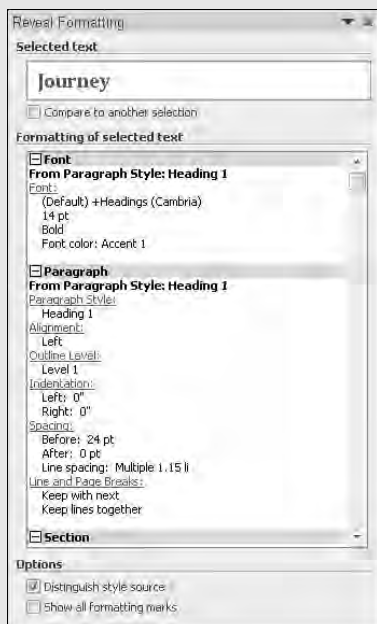 Reveal Formatting
Selected text
Journey
Compare to another selection
Formatting of selected text
Font
From Paragraph Style: Heading 1
Font:
(Default) +Headings (Cambria)
14 pt
Bold
Font color: Accent 1
Paragraph
From Paragraph Style: Heading 1
Paragraph Style:
Heading 1
Alignment:
Left
Outline Level:
Level 1
Indentation:
Left: 0"
Right: 0"
Spacing:
Before: 24 pt
After: 0 pt
Line spacing: Multiple 1.15 li
Line and Page Breaks:
Keep with next
Keep lines together
Section
Options
Distinguish style source
Show all formatting marks